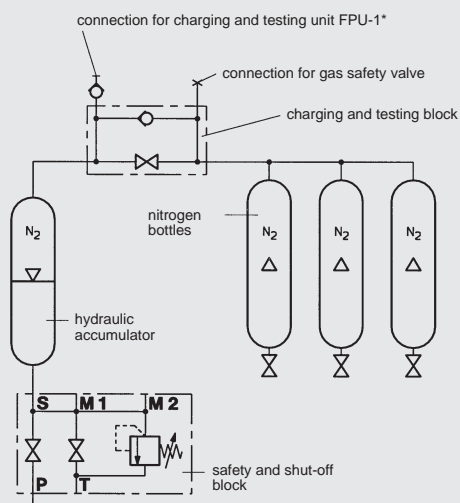 connection for charging and testing unit FPU-1*
connection for gas safety valve
charging and testing block
nitrogen
bottles
N2
N2
N2
N2
hydraulic
accumulator
S M 1 M 2
P T
safety and shut-off
block